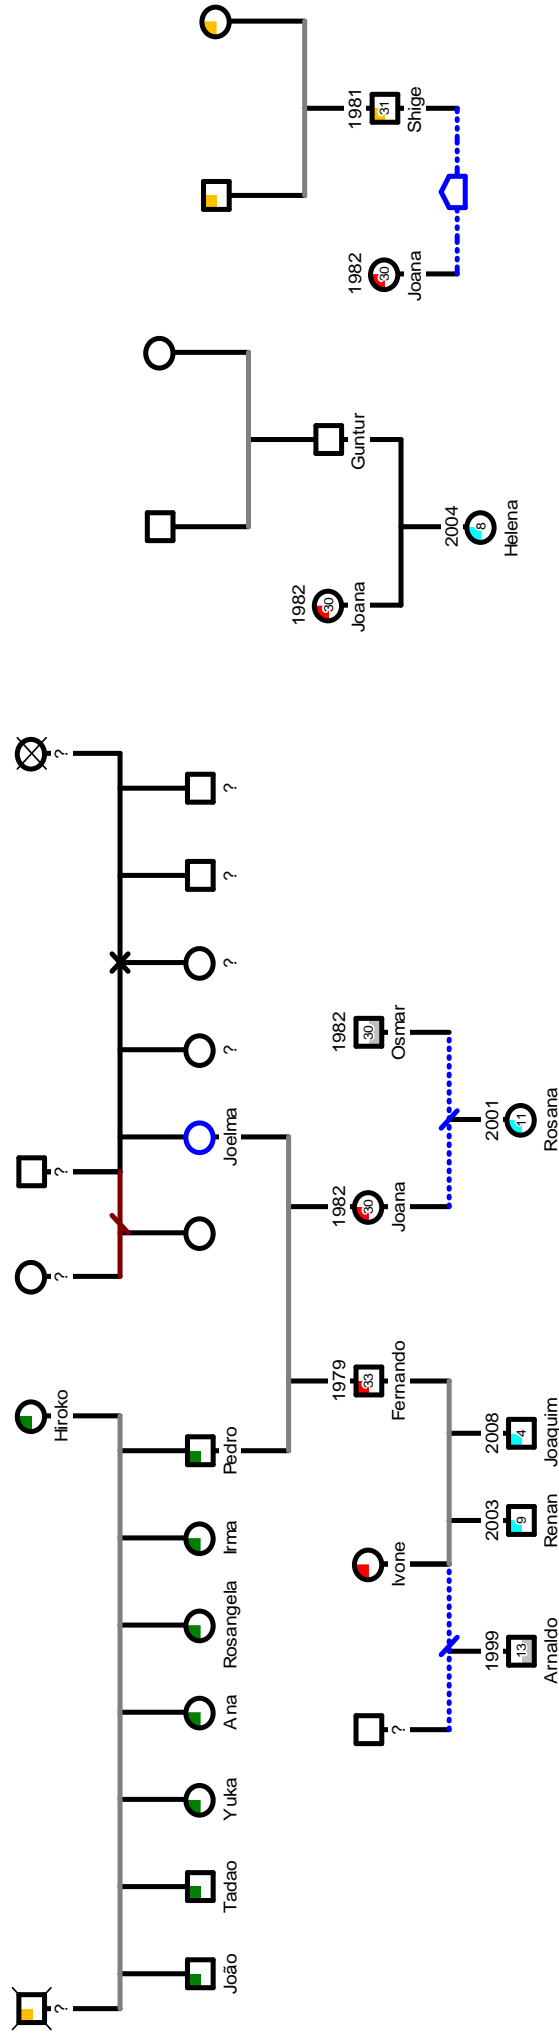 ?
Hiroko
?
?
?
João
Tadao
Yuka
Ana
Rosangela
Irma
Pedro
Joelma
?
?
?
?
?
Ivone
1979
33
Fernando
1982
30
Joana
1982
30
Osmar
1999
13
Arnaldo
2003
9
Renan
2008
4
Joaquim
2001
11
Rosana
1982
30
Joana
Guntur
2004
8
Helena
1982
30
Joana
1981
31
Shige